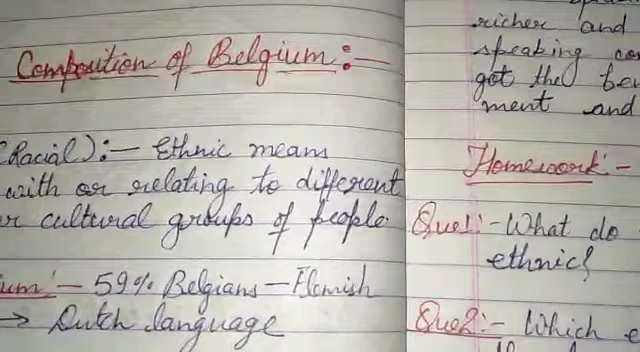 Composition of Belgium:-
(Racial):- Ethnic means
with or relating to different
cultural groups of people
59% Belgians - Flemish
→ Dutch language
richer and
speaking
got the
ment and
Homework:-
Que1:- What do
ethnic?
Que2:- Which